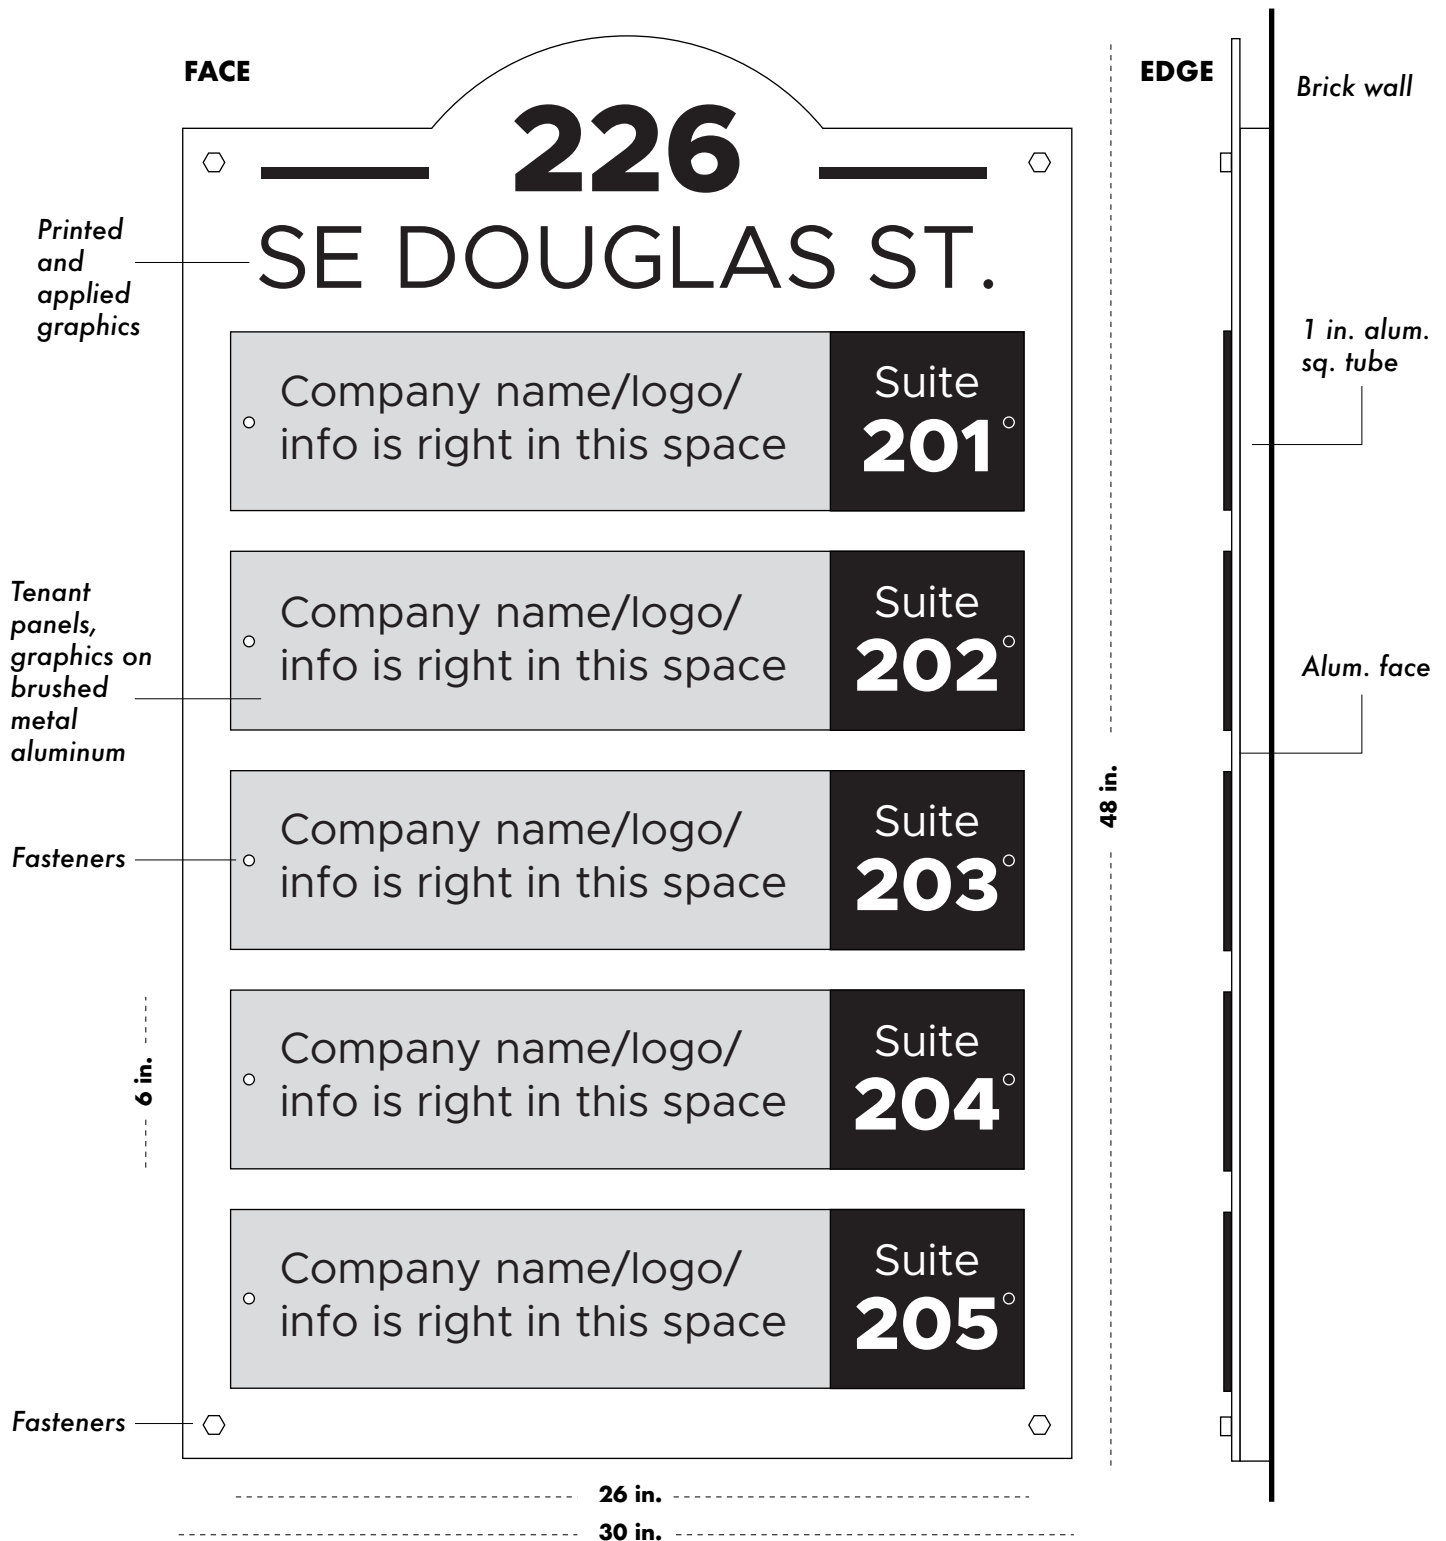 FACE
EDGE
Brick wall
226
SE DOUGLAS ST.
Printed
and
applied
graphics
Company name/logo/
info is right in this space
Suite
201
1 in. alum.
sq. tube
Tenant
panels,
graphics on
brushed
metal
aluminum
Company name/logo/
info is right in this space
Suite
202
Alum. face
48 in.
Fasteners
Company name/logo/
info is right in this space
Suite
203
6 in.
Company name/logo/
info is right in this space
Suite
204
Company name/logo/
info is right in this space
Suite
205
Fasteners
26 in.
30 in.